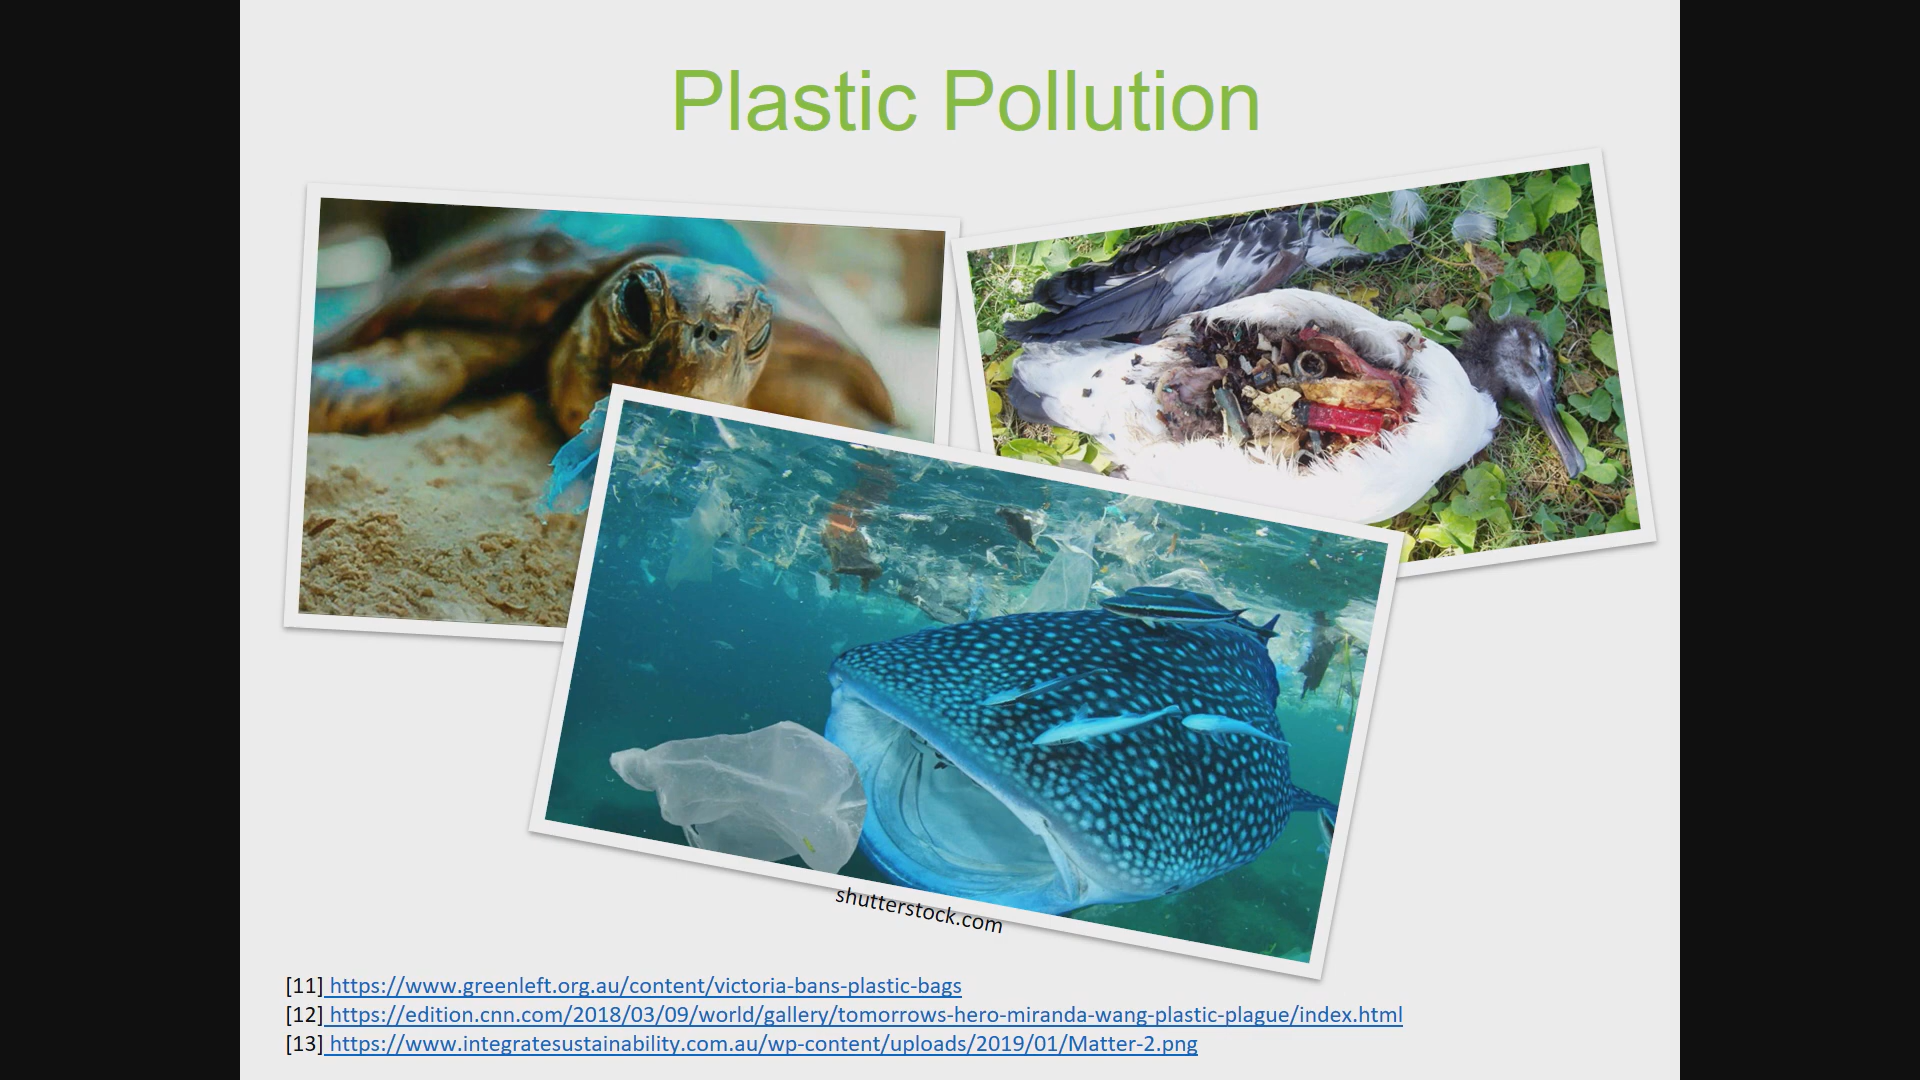 Plastic Pollution
shutterstock.com
[11] https://www.greenleft.org.au/content/victoria-bans-plastic-bags
[12] https://edition.cnn.com/2018/03/09/world/gallery/tomorrows-hero-miranda-wang-plastic-plague/index.html
[13] https://www.integratesustainability.com.au/wp-content/uploads/2019/01/Matter-2.png